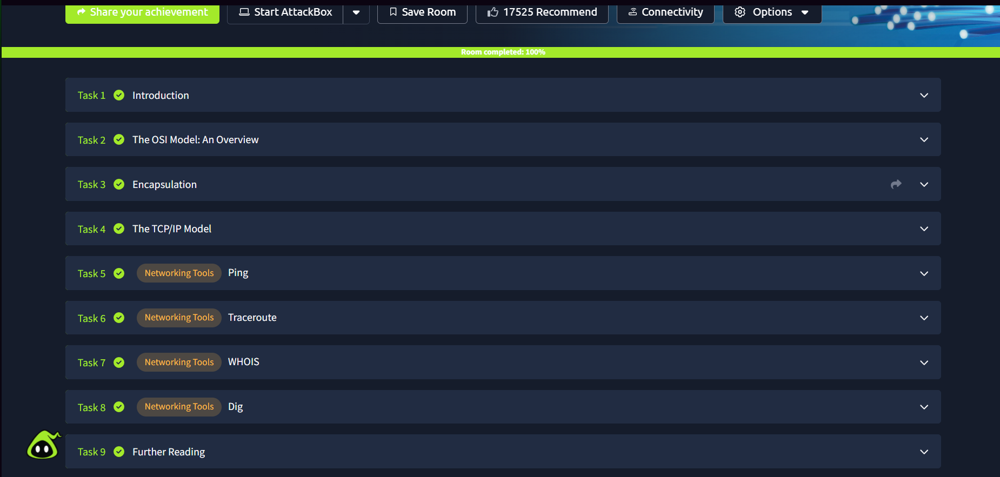 Share your achievement Start AttackBox Save Room 17525 Recommend Connectivity Options
Room completed: 100%
Task 1 Introduction
Task 2 The OSI Model: An Overview
Task 3 Encapsulation
Task 4 The TCP/IP Model
Task 5 Networking Tools Ping
Task 6 Networking Tools Traceroute
Task 7 Networking Tools WHOIS
Task 8 Networking Tools Dig
Task 9 Further Reading